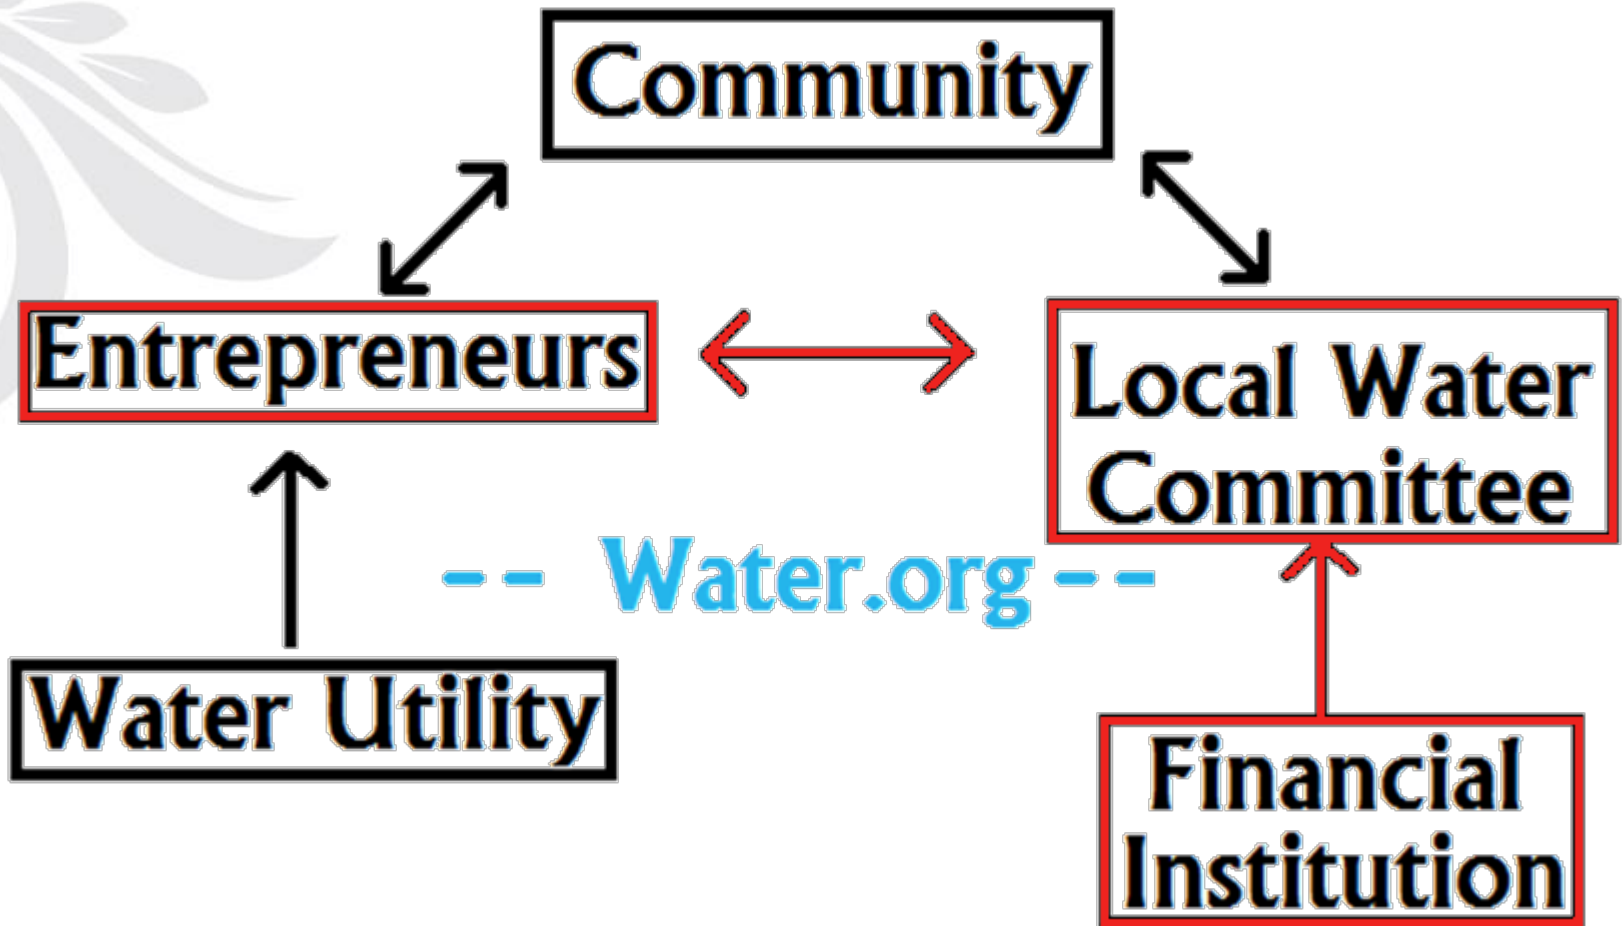 Community
Entrepreneurs
Local Water
Committee
-- Water.org --
Water Utility
Financial
Institution